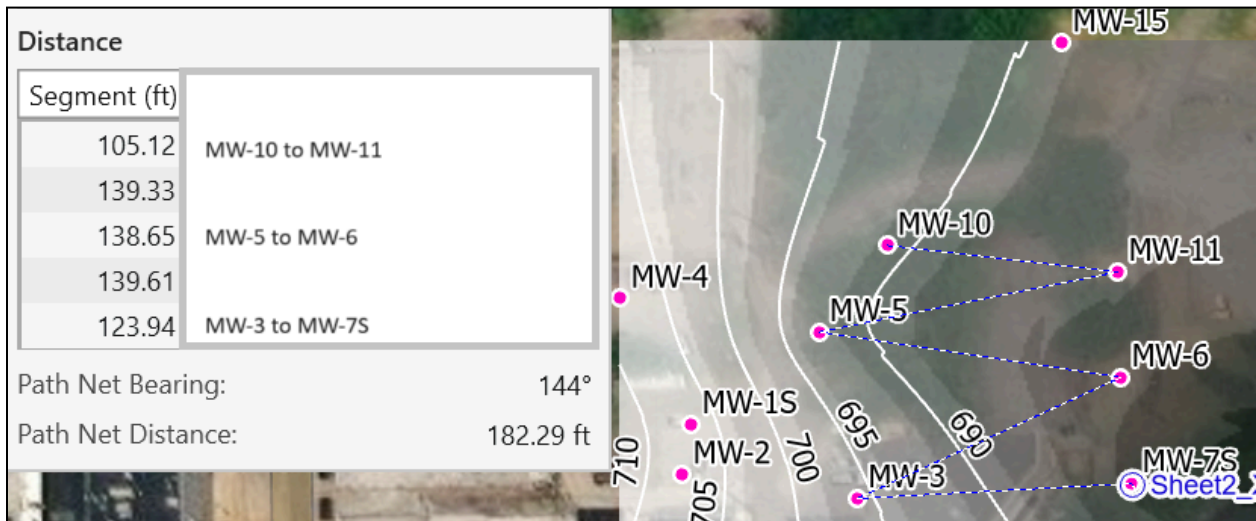 Distance
Segment (ft)
105.12 MW-10 to MW-11
139.33
138.65 MW-5 to MW-6
139.61
123.94 MW-3 to MW-7S
Path Net Bearing: 144°
Path Net Distance: 182.29 ft
MW-15
MW-10
MW-11
MW-4
MW-5
MW-6
MW-1S
695
690
MW-2
700
710
MW-7S
MW-3
Sheet2_
705